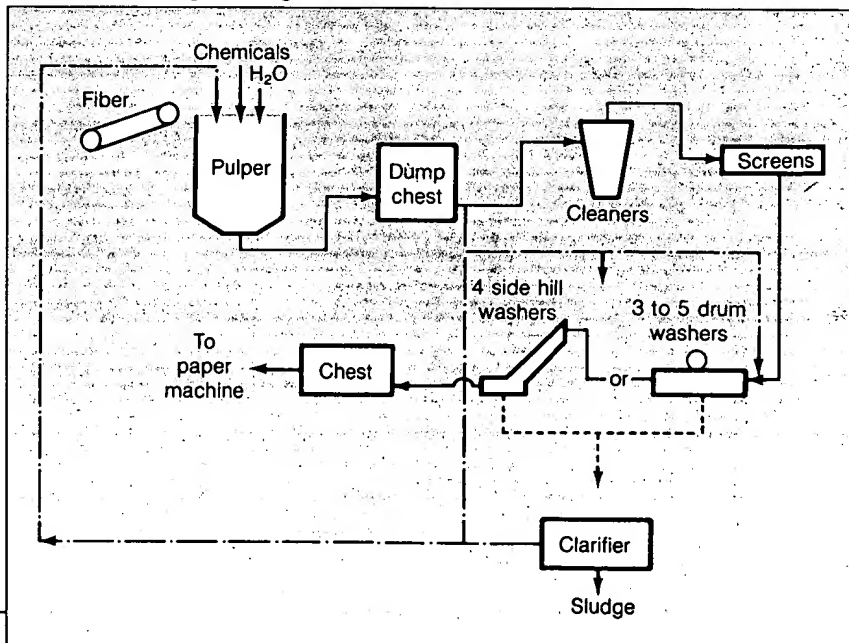 Chemicals
H₂O
Fiber
Pulper
Dump
chest
Cleaners
Screens
4 side hill
washers
3 to 5 drum
washers
To
paper
machine
Chest
or
Clarifier
Sludge